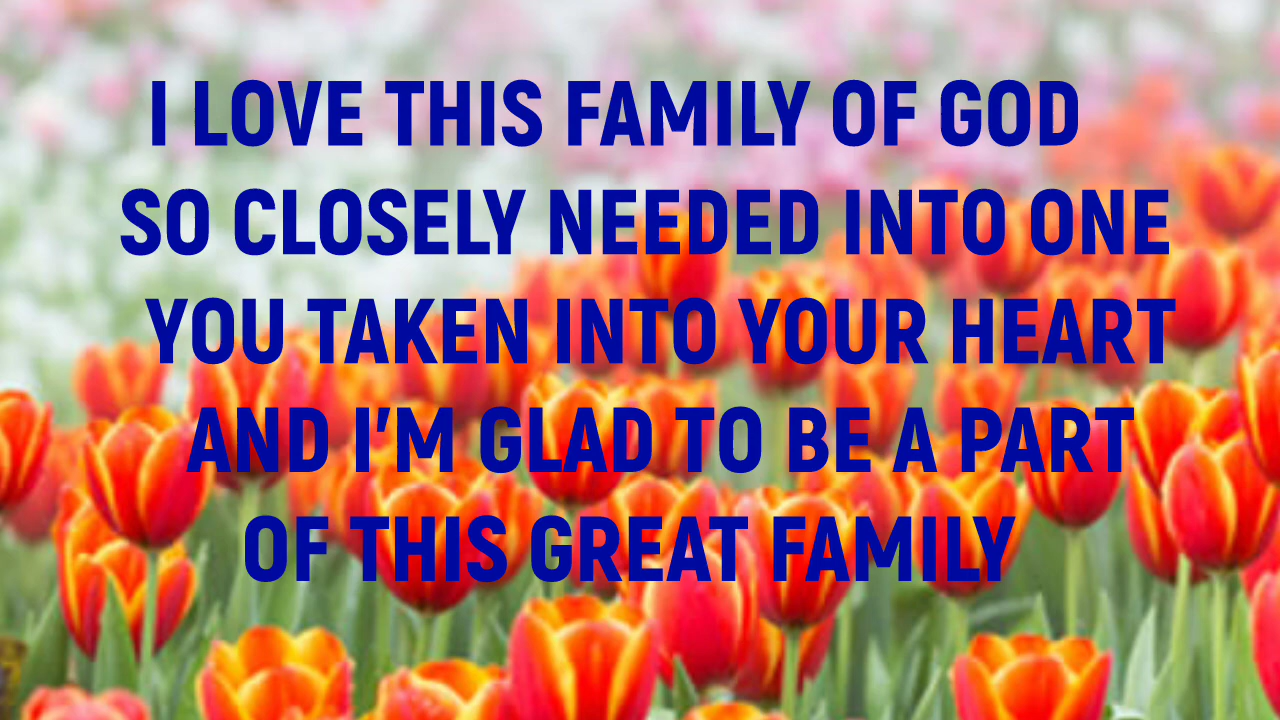 I LOVE THIS FAMILY OF GOD
SO CLOSELY NEEDED INTO ONE
YOU TAKEN INTO YOUR HEART
AND I'M GLAD TO BE A PART
OF THIS GREAT FAMILY